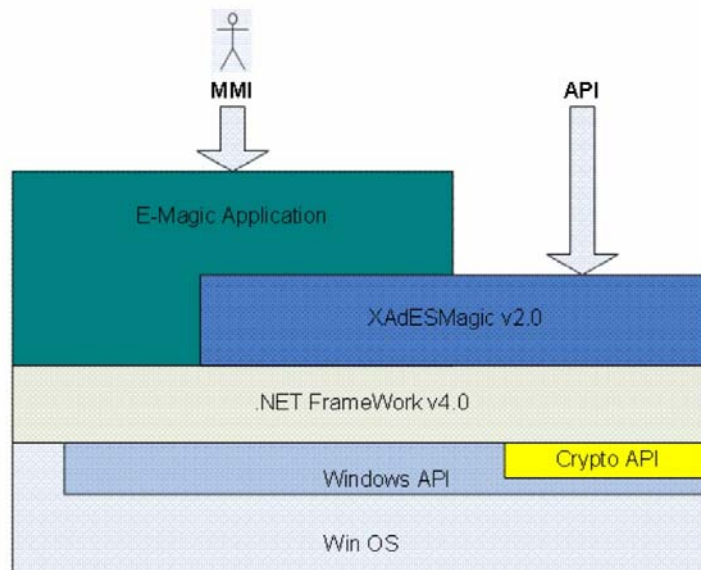 MMI
API
E-Magic Application
XAdESMagic v2.0
.NET FrameWork v4.0
Crypto API
Windows API
Win OS